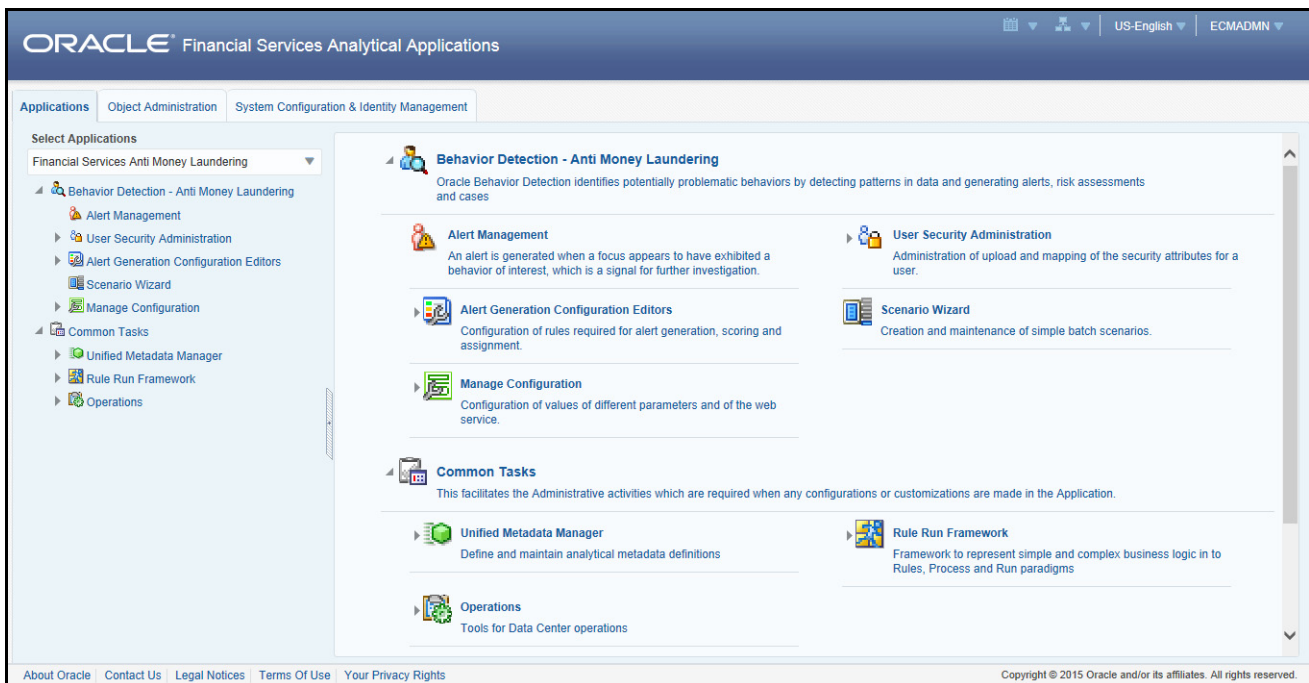 US-English
ECMADMN
ORACLE® Financial Services Analytical Applications
Applications
Object Administration
System Configuration & Identity Management
Select Applications
Financial Services Anti Money Laundering
Behavior Detection - Anti Money Laundering
Alert Management
User Security Administration
Alert Generation Configuration Editors
Scenario Wizard
Manage Configuration
Common Tasks
Unified Metadata Manager
Rule Run Framework
Operations
Behavior Detection - Anti Money Laundering
Oracle Behavior Detection identifies potentially problematic behaviors by detecting patterns in data and generating alerts, risk assessments
and cases
Alert Management
An alert is generated when a focus appears to have exhibited a
behavior of interest, which is a signal for further investigation.
User Security Administration
Administration of upload and mapping of the security attributes for a
user.
Alert Generation Configuration Editors
Configuration of rules required for alert generation, scoring and
assignment.
Scenario Wizard
Creation and maintenance of simple batch scenarios.
Manage Configuration
Configuration of values of different parameters and of the web
service.
Common Tasks
This facilitates the Administrative activities which are required when any configurations or customizations are made in the Application.
Unified Metadata Manager
Define and maintain analytical metadata definitions
Rule Run Framework
Framework to represent simple and complex business logic in to
Rules, Process and Run paradigms
Operations
Tools for Data Center operations
About Oracle
Contact Us
Legal Notices
Terms Of Use
Your Privacy Rights
Copyright © 2015 Oracle and/or its affiliates. All rights reserved.